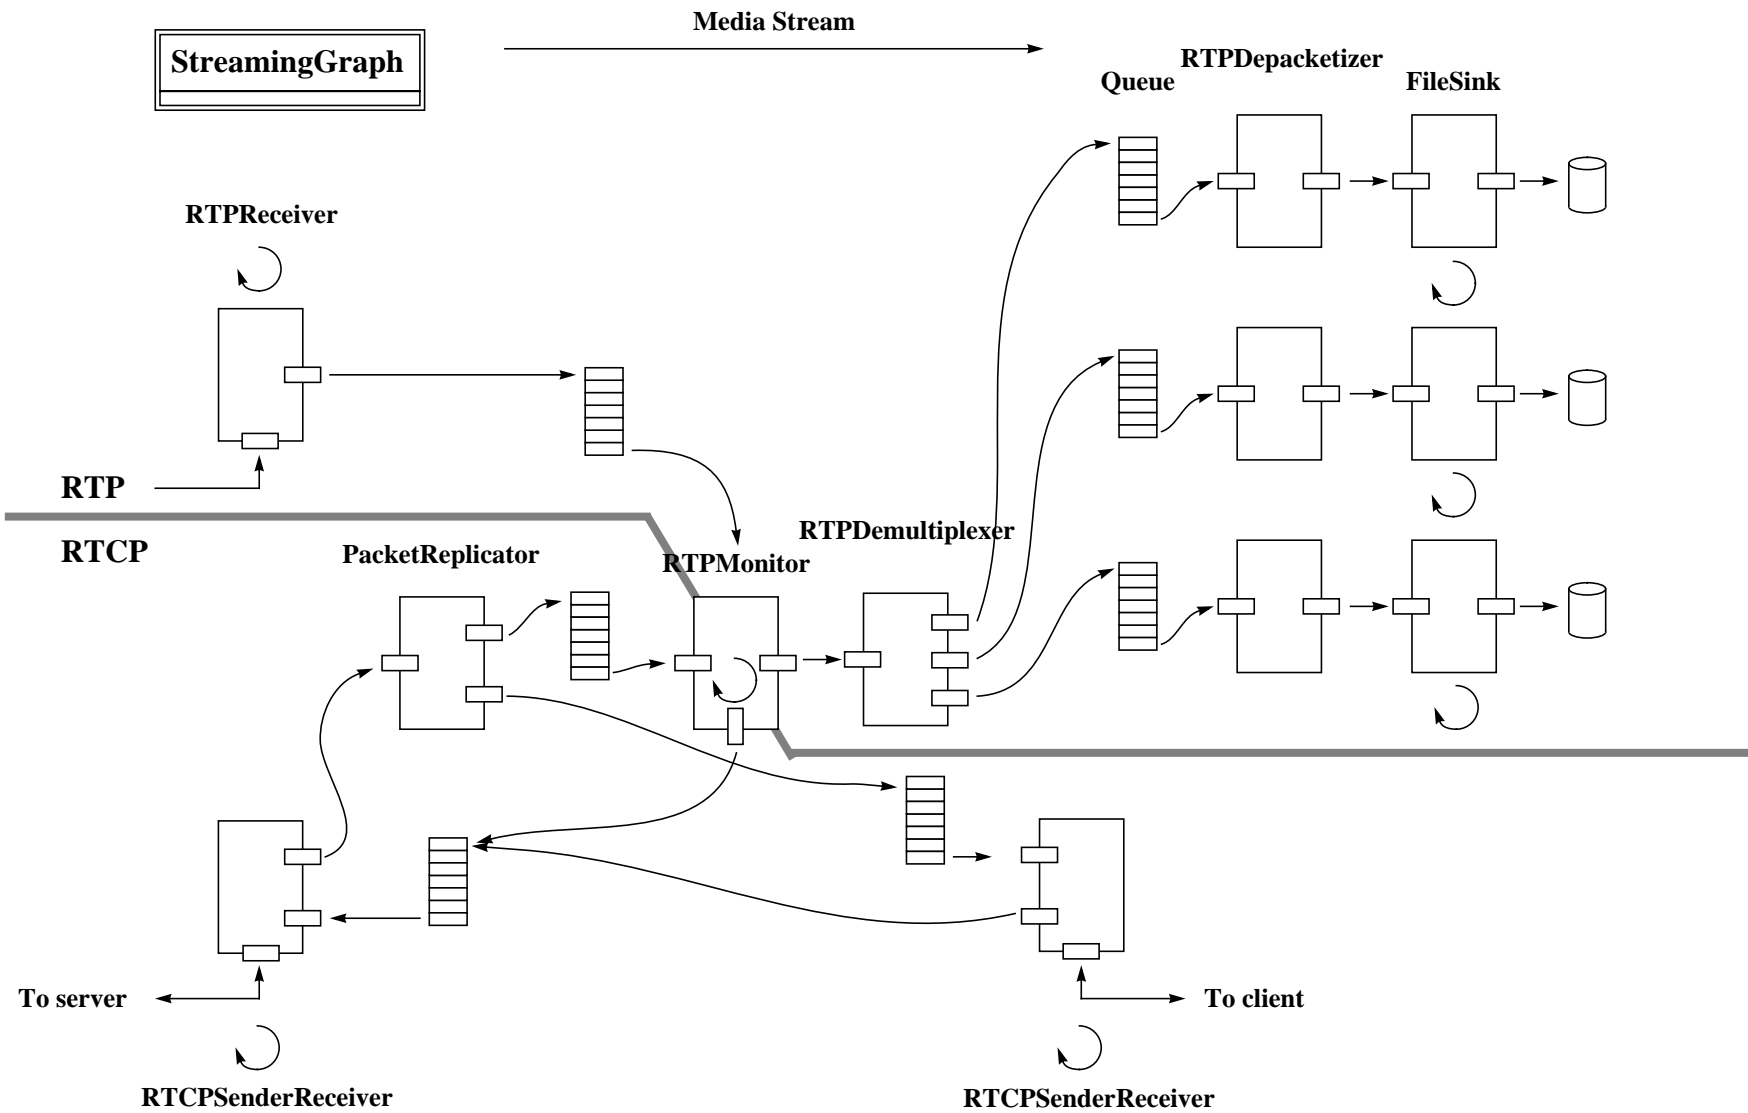 Media Stream
StreamingGraph
RTPDepacketizer
Queue
FileSink
RTPReceiver
RTP
RTPDemultiplexer
RTCP
PacketReplicator
RTPMonitor
To server
To client
RTCPSenderReceiver
RTCPSenderReceiver